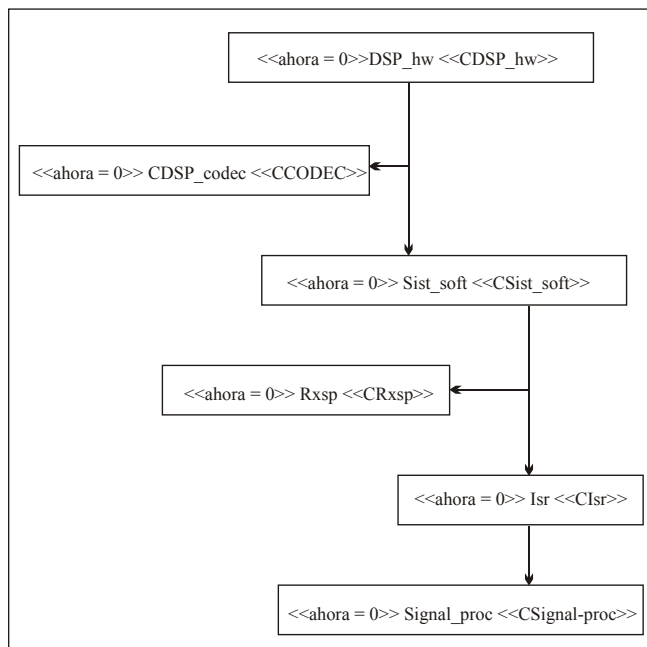 <<ahora = 0>>DSP_hw <<CDSP_hw>>
<<ahora = 0>> CDSP_codec <<CCODEC>>
<<ahora = 0>> Sist_soft <<CSist_soft>>
<<ahora = 0>> Rxsp <<CRxsp>>
<<ahora = 0>> Isr <<CIsr>>
<<ahora = 0>> Signal_proc <<CSignal-proc>>